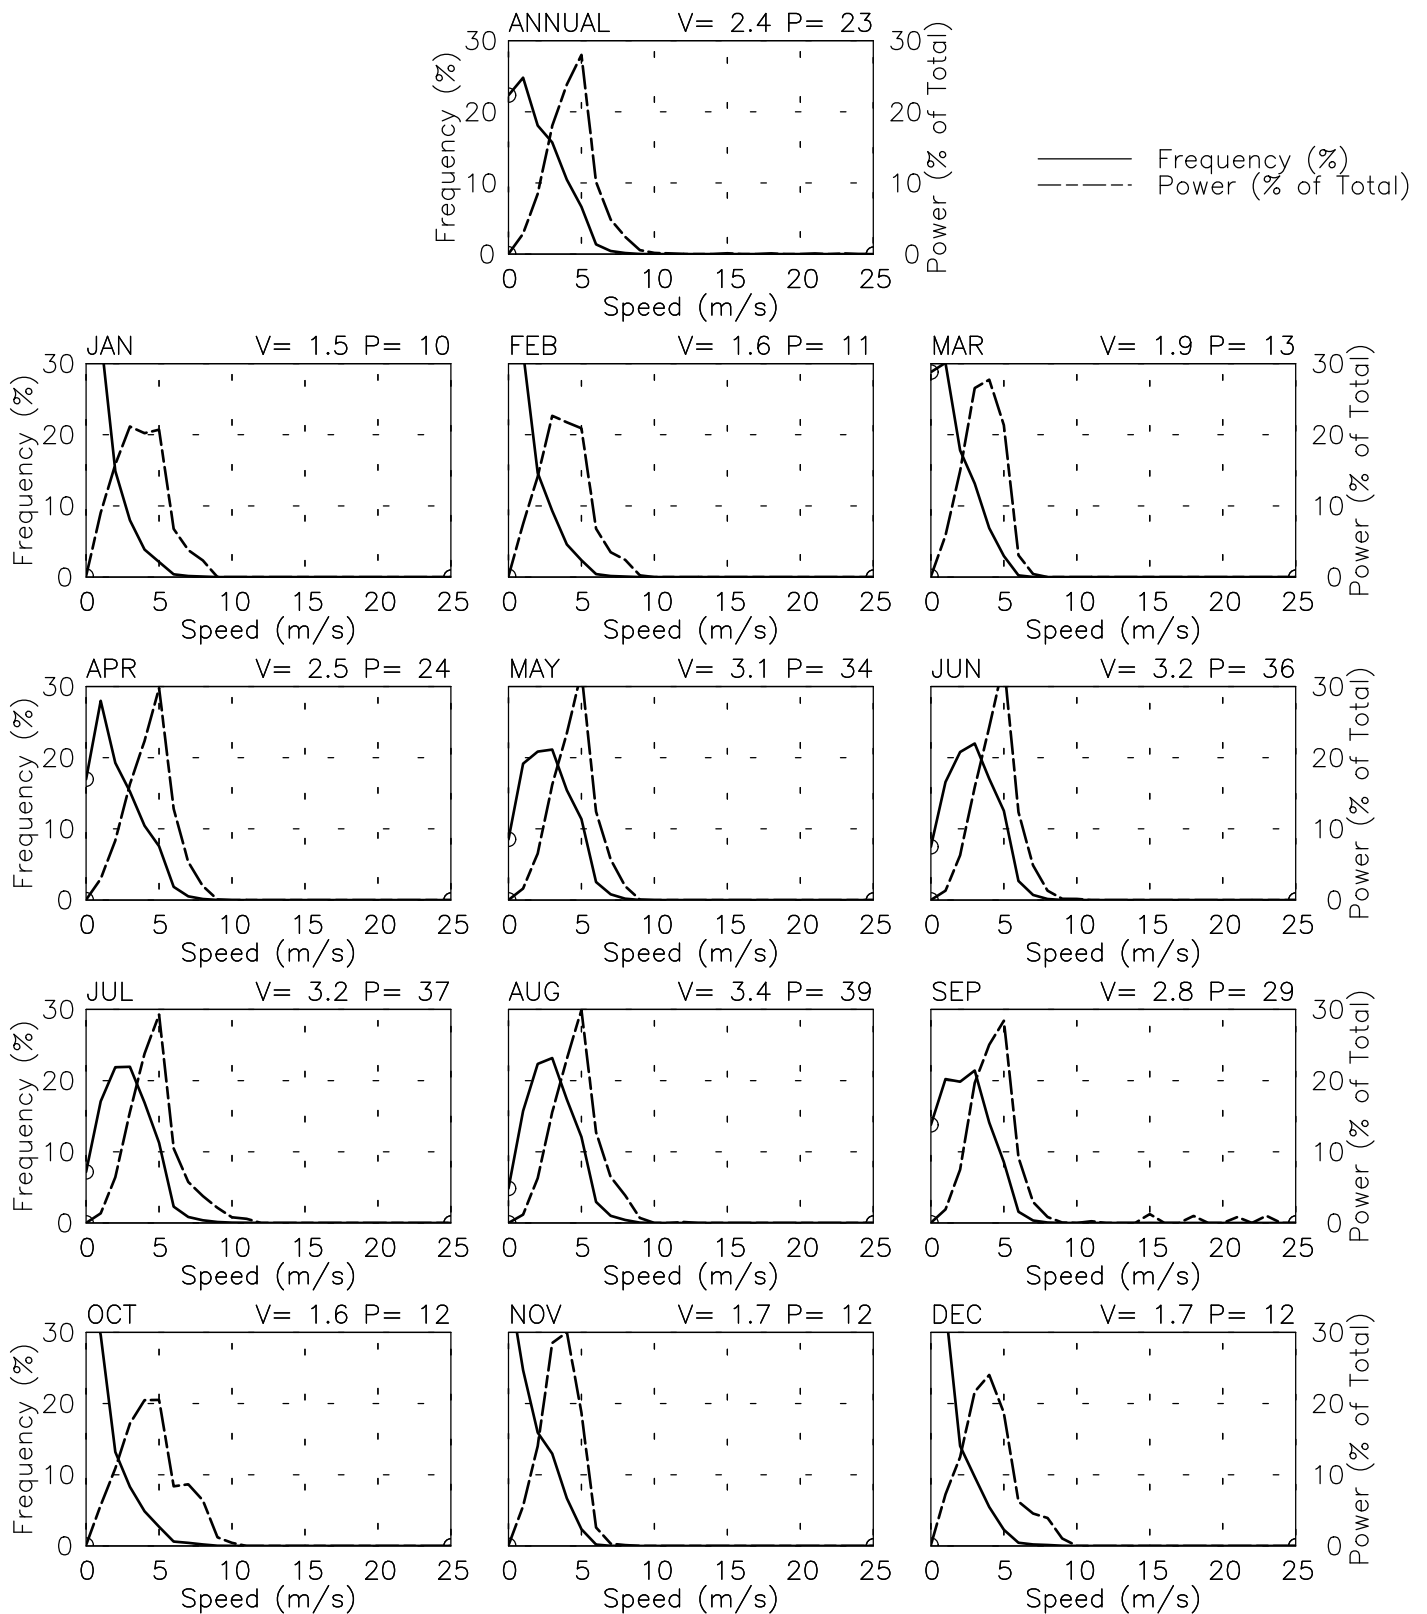 ANNUAL V= 2.4 P= 23
30 30
20 20
10 10
0 0
Frequency (%)
Power (% of Total)
0 5 10 15 20 25
Speed (m/s)
Frequency (%)
Power (% of Total)
JAN V= 1.5 P= 10
30
20
10
0
Frequency (%)
0 5 10 15 20 25
Speed (m/s)
FEB V= 1.6 P= 11
0 5 10 15 20 25
Speed (m/s)
MAR V= 1.9 P= 13
30
20
10
0
Power (% of Total)
0 5 10 15 20 25
Speed (m/s)
APR V= 2.5 P= 24
30
20
10
0
Frequency (%)
0 5 10 15 20 25
Speed (m/s)
MAY V= 3.1 P= 34
0 5 10 15 20 25
Speed (m/s)
JUN V= 3.2 P= 36
30
20
10
0
Power (% of Total)
0 5 10 15 20 25
Speed (m/s)
JUL V= 3.2 P= 37
30
20
10
0
Frequency (%)
0 5 10 15 20 25
Speed (m/s)
AUG V= 3.4 P= 39
0 5 10 15 20 25
Speed (m/s)
SEP V= 2.8 P= 29
30
20
10
0
Power (% of Total)
0 5 10 15 20 25
Speed (m/s)
OCT V= 1.6 P= 12
30
20
10
0
Frequency (%)
0 5 10 15 20 25
Speed (m/s)
NOV V= 1.7 P= 12
0 5 10 15 20 25
Speed (m/s)
DEC V= 1.7 P= 12
30
20
10
0
Power (% of Total)
0 5 10 15 20 25
Speed (m/s)